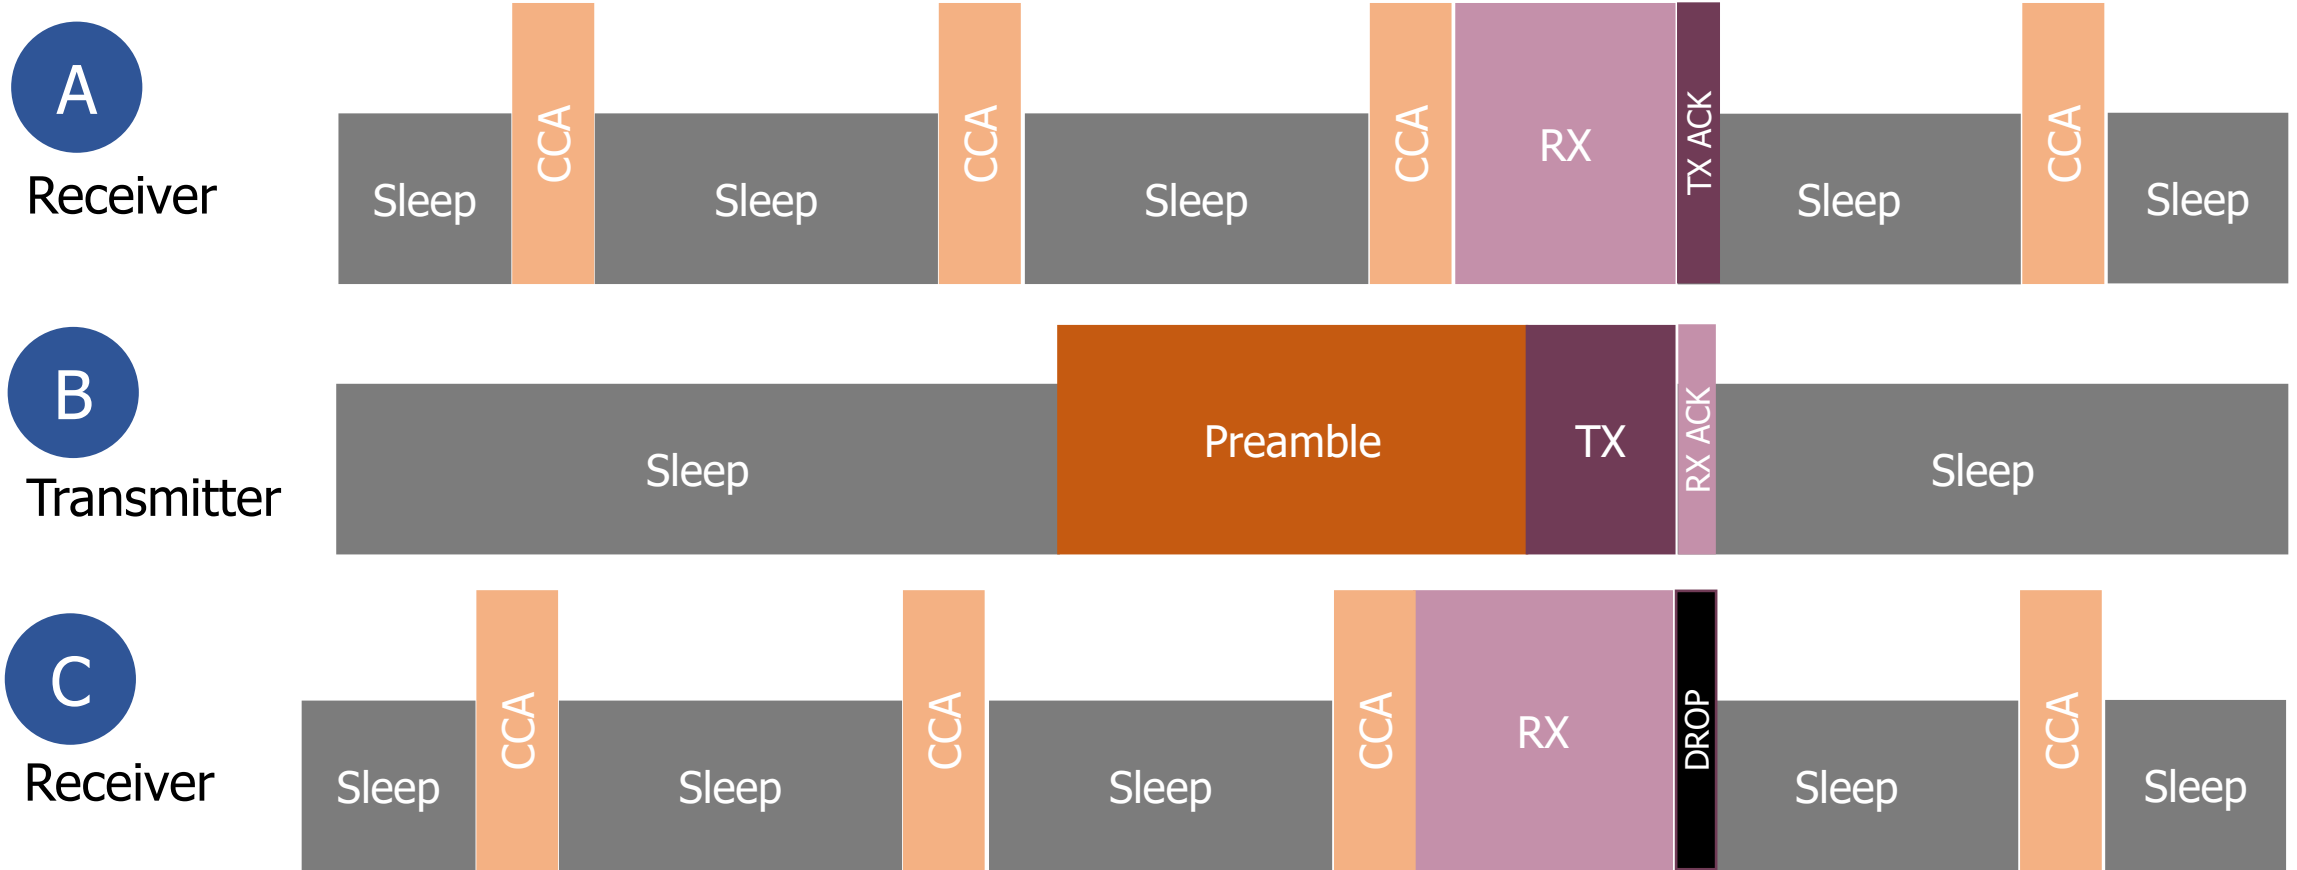 A
Receiver
Sleep
CCA
Sleep
CCA
Sleep
CCA
RX
TX ACK
Sleep
CCA
Sleep
B
Transmitter
Sleep
Preamble
TX
RX ACK
Sleep
C
Receiver
Sleep
CCA
Sleep
CCA
Sleep
CCA
RX
DROP
Sleep
CCA
Sleep